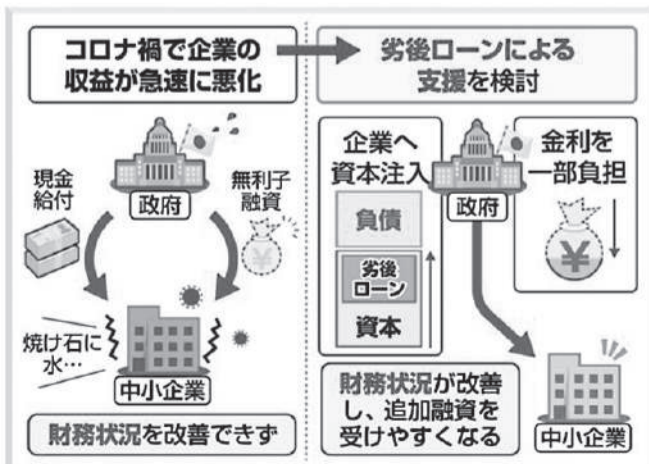 コロナ禍で企業の
収益が急速に悪化
劣後ローンによる
支援を検討
現金
給付
政府
無利子
融資
¥
焼け石に
水…
中小企業
財務状況を改善できず
企業へ
資本注入
負債
劣後
ローン
資本
政府
金利を
一部負担
¥
財務状況が改善
し、追加融資を
受けやすくなる
中小企業